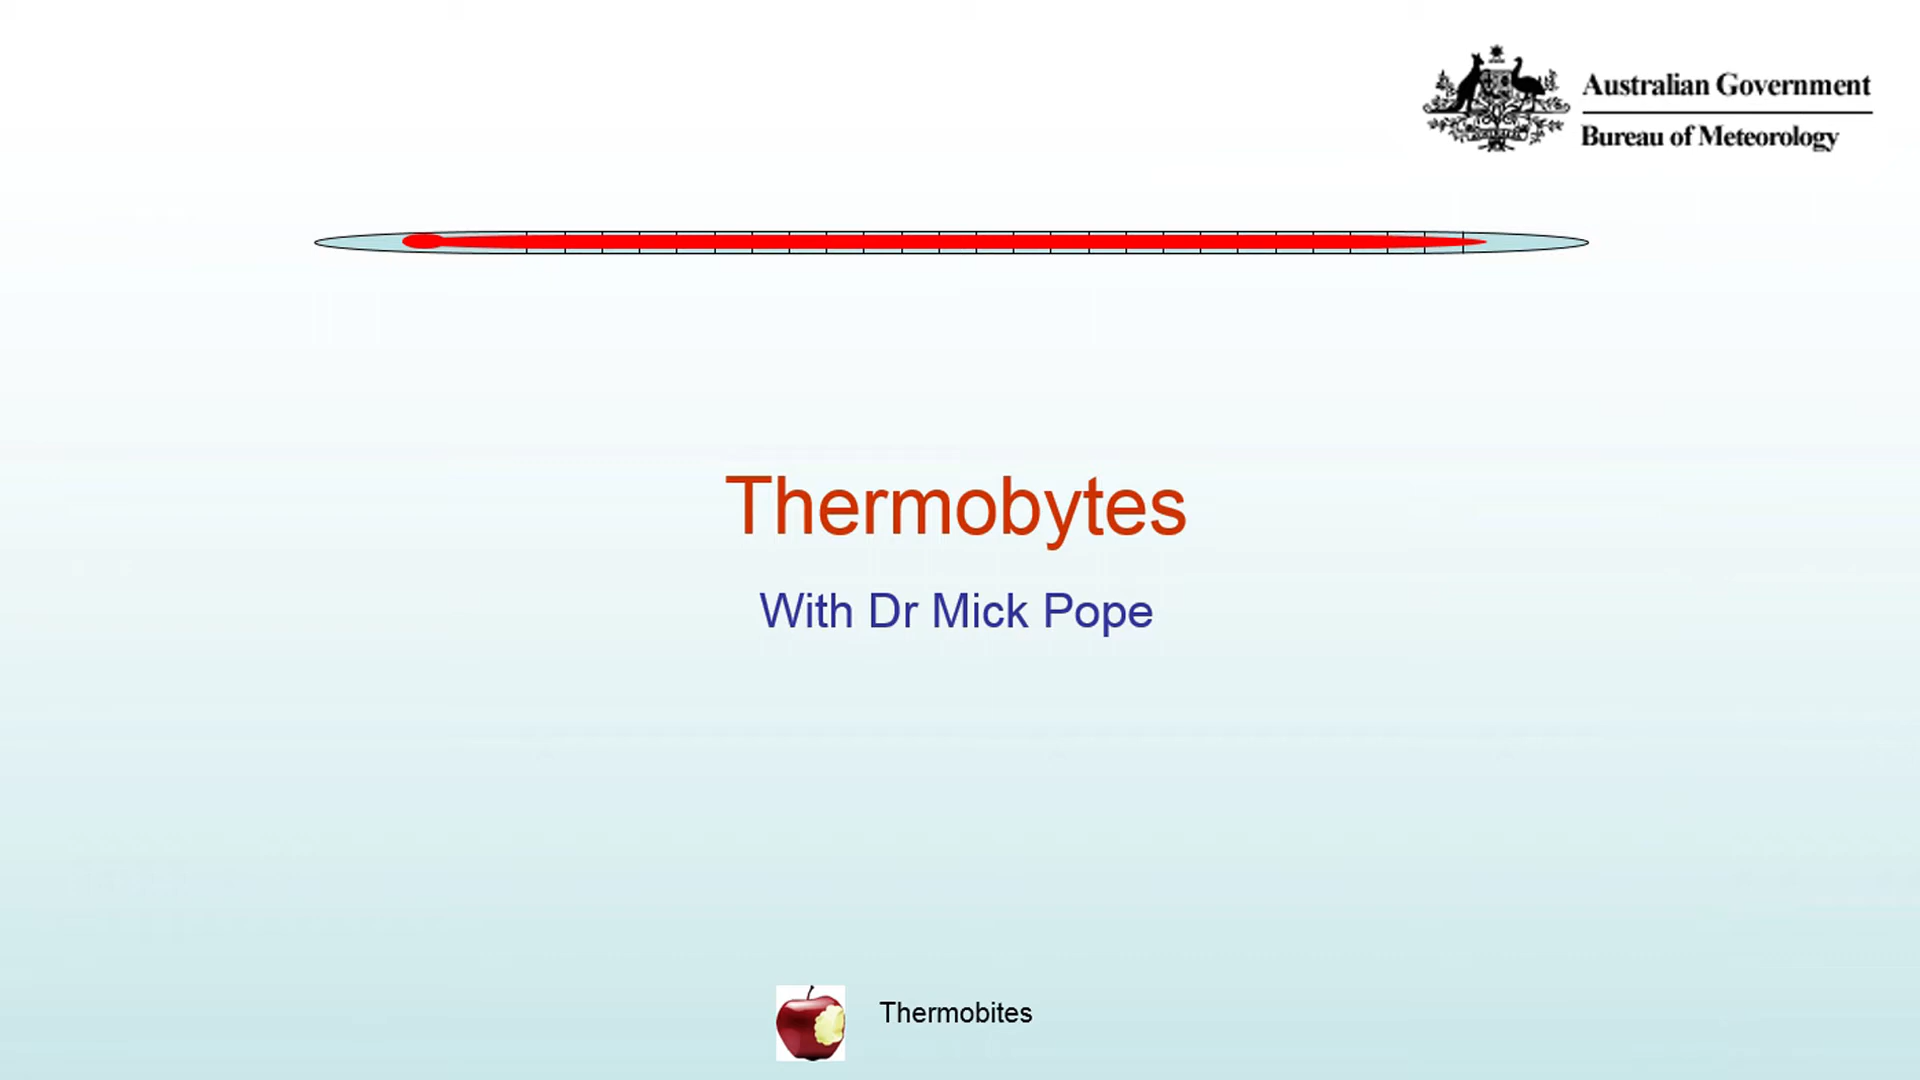 Australian Government
Bureau of Meteorology
Thermobytes
With Dr Mick Pope
Thermobites